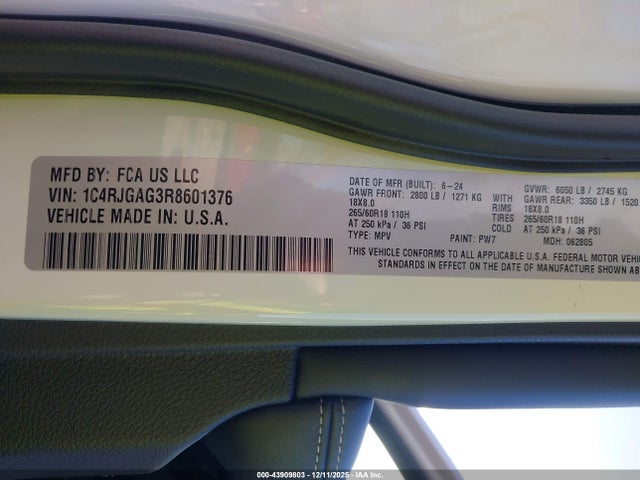 MFD BY: FCA US LLC
VIN: 1C4RJGAG3R8601376
VEHICLE MADE IN: U.S.A.
DATE OF MFR (BUILT): 6-24 GVWR: 6050 LB / 2745 KG
GAWR FRONT: 2800 LB / 1271 KG GAWR REAR: 3350 LB / 1520
18X8.0 RIMS 18X8.0
265/60R18 110H TIRES 265/60R18 110H
AT 250 kPa / 36 PSI COLD AT 250 kPa / 36 PSI
TYPE: MPV PAINT: PW7 MDH: 062805
THIS VEHICLE CONFORMS TO ALL APPLICABLE U.S.A. FEDERAL MOTOR VEHIC
STANDARDS IN EFFECT ON THE DATE OF MANUFACTURE SHOWN AB
000-43909803 - 12/11/2025 - IAAI, Inc.